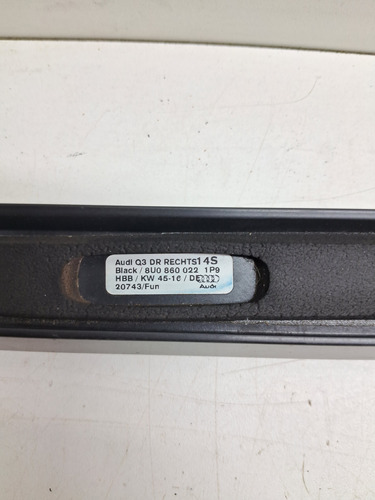 Audi Q3 DR RECHTS14S
Black / 8U0 860 022 1P9
HBB / KW 45-16 / DE
20743/Fun Audi